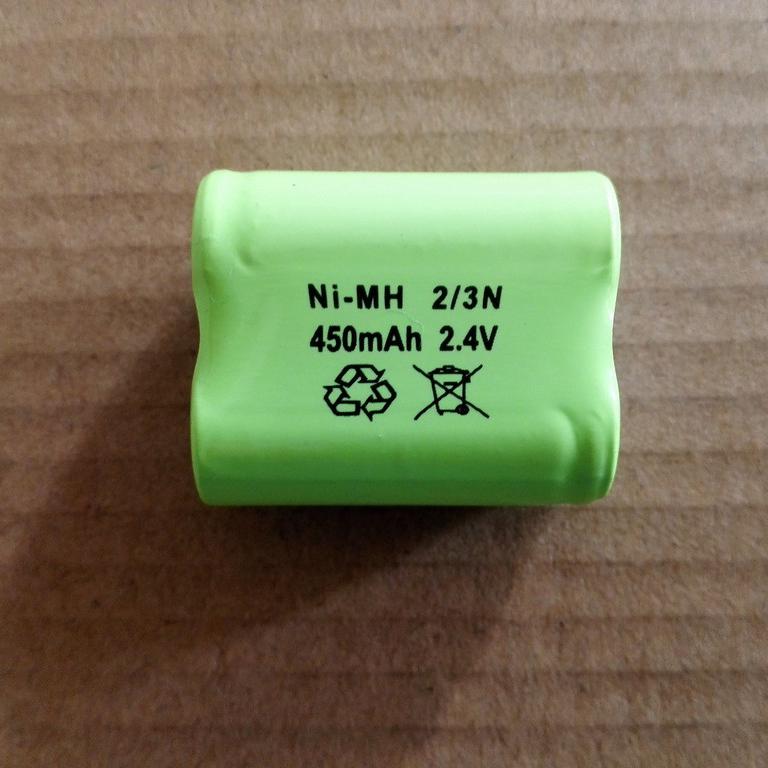 Ni-MH 2/3N
450mAh 2.4V